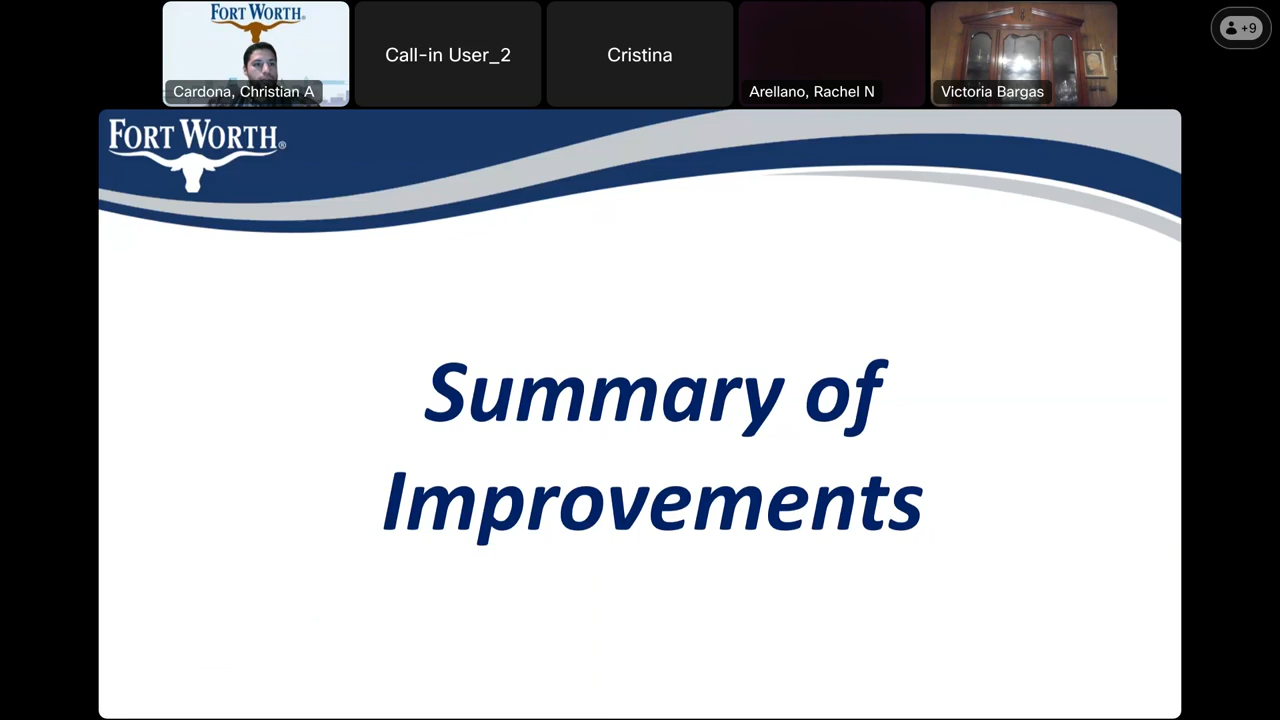 FORT WORTH®
Cardona, Christian A
Call-in User_2
Cristina
Arellano, Rachel N
Victoria Bargas
+9
FORT WORTH®
Summary of
Improvements